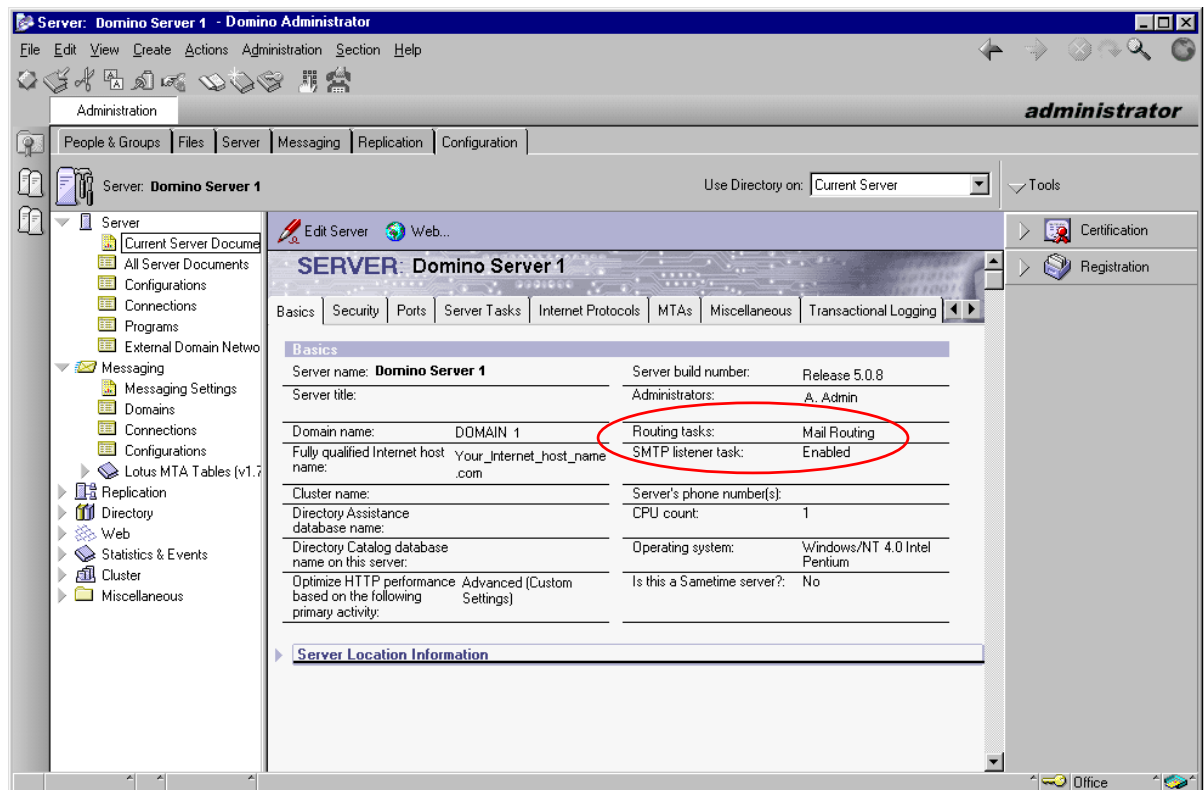 Server: Domino Server 1 - Domino Administrator
File Edit View Create Actions Administration Section Help
Administration
administrator
People & Groups Files Server Messaging Replication Configuration
Server: Domino Server 1
Use Directory on: Current Server
Tools
Server
Current Server Docume
All Server Documents
Configurations
Connections
Programs
External Domain Netwo
Messaging
Messaging Settings
Domains
Connections
Configurations
Lotus MTA Tables (v1.7
Replication
Directory
Web
Statistics & Events
Cluster
Miscellaneous
Edit Server Web...
SERVER: Domino Server 1
Basics Security Ports Server Tasks Internet Protocols MTAs Miscellaneous Transactional Logging
Basics
Server name: Domino Server 1
Server build number: Release 5.0.8
Server title:
Administrators: A. Admin
Domain name: DOMAIN 1
Routing tasks: Mail Routing
Fully qualified Internet host Your_Internet_host_name
name: .com
SMTP listener task: Enabled
Cluster name:
Server's phone number(s):
Directory Assistance
database name:
CPU count: 1
Directory Catalog database
name on this server:
Operating system: Windows/NT 4.0 Intel
Pentium
Optimize HTTP performance Advanced (Custom
based on the following Settings)
primary activity:
Is this a Sametime server?: No
Server Location Information
Certification
Registration
Office